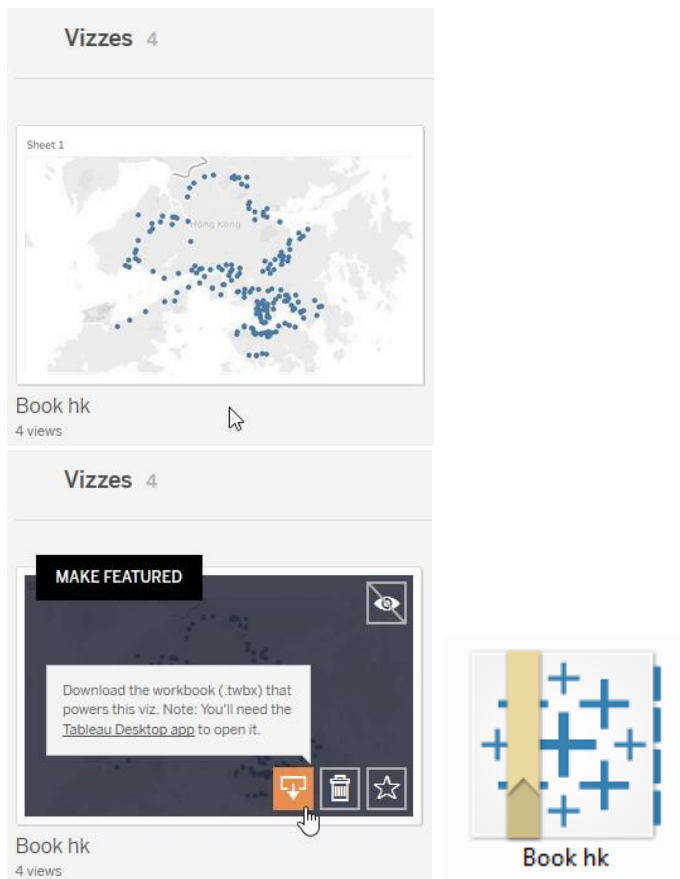 Vizzes 4
Sheet 1
Hong Kong
Book hk
4 views
Vizzes 4
MAKE FEATURED
Download the workbook (.twbx) that
powers this viz. Note: You'll need the
Tableau Desktop app to open it.
Book hk
4 views
Book hk